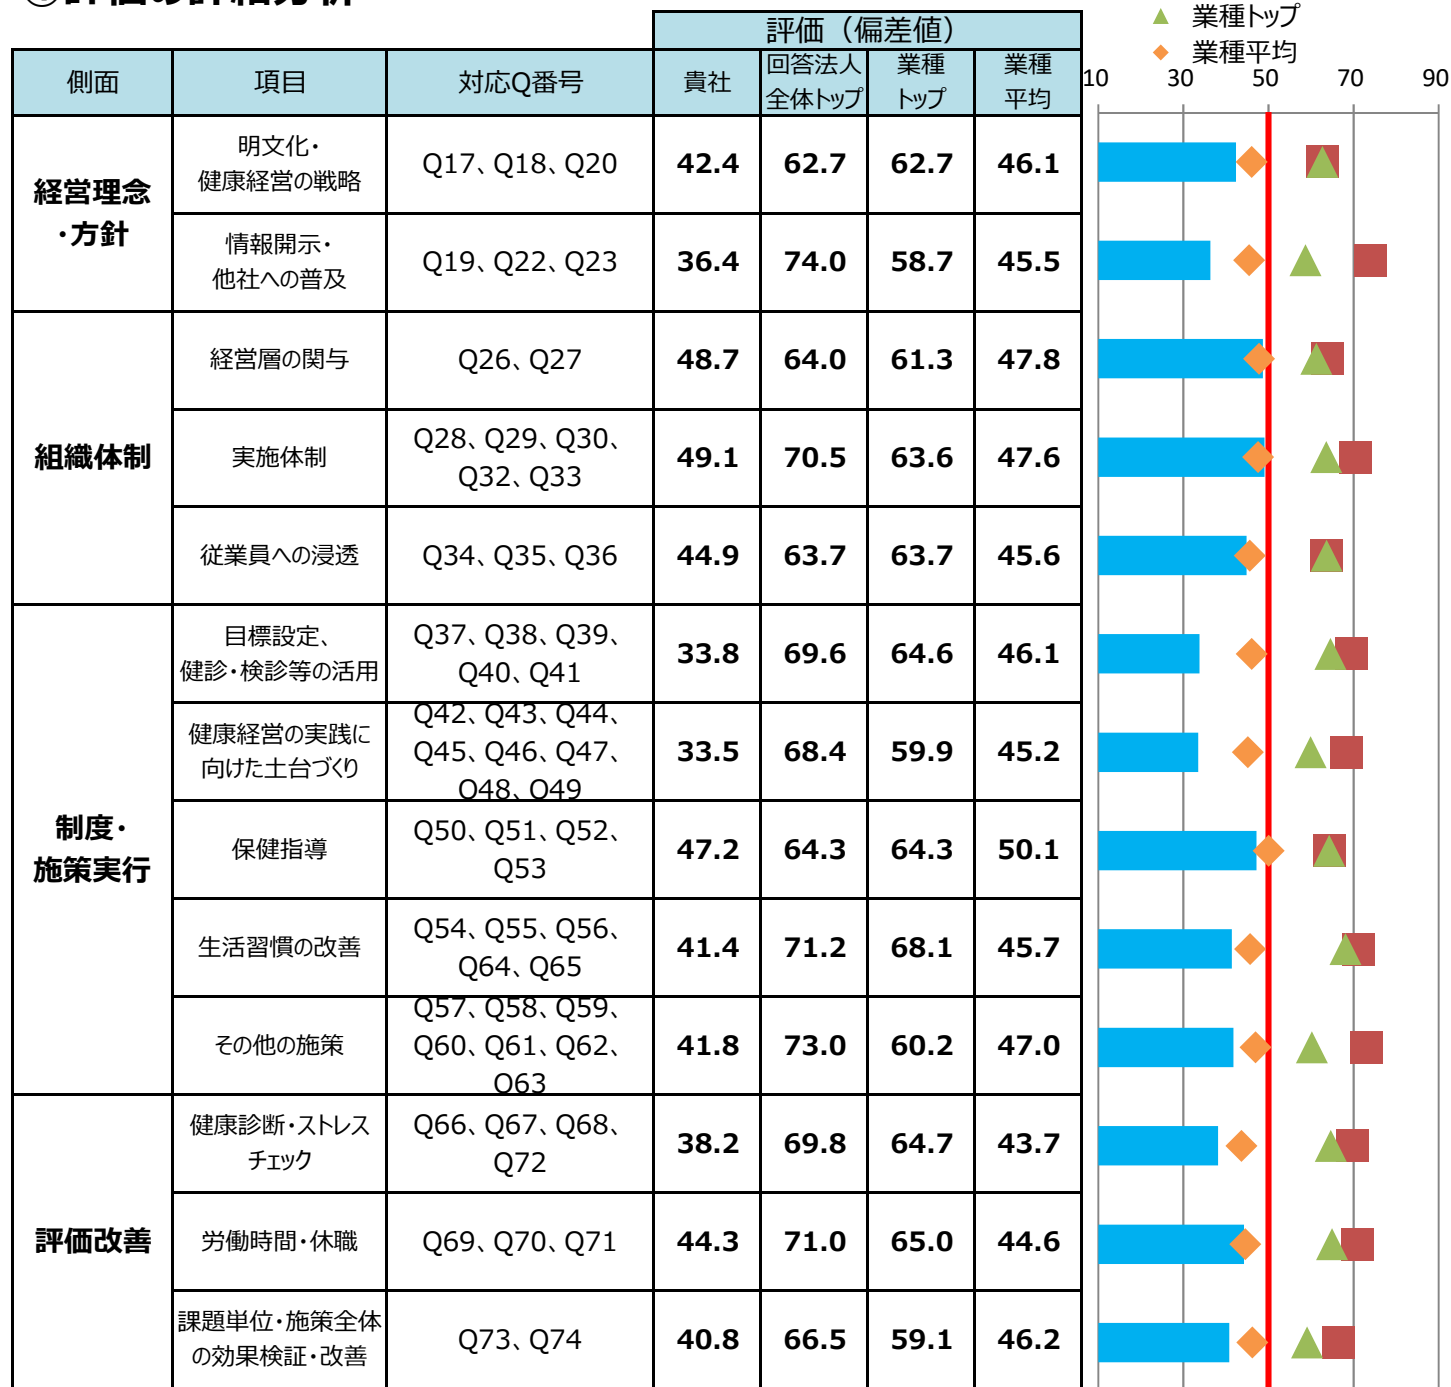 ▲ 業種トップ
◆ 業種平均
評価（偏差値）
側面 項目 対応Q番号 貴社 回答法人 業種 業種
全体トップ トップ 平均
10 30 50 70 90
経営理念
・方針
明文化・
健康経営の戦略
Q17、Q18、Q20 42.4 62.7 62.7 46.1
情報開示・
他社への普及
Q19、Q22、Q23 36.4 74.0 58.7 45.5
組織体制
経営層の関与 Q26、Q27 48.7 64.0 61.3 47.8
実施体制
Q28、Q29、Q30、
Q32、Q33
49.1 70.5 63.6 47.6
従業員への浸透 Q34、Q35、Q36 44.9 63.7 63.7 45.6
制度・
施策実行
目標設定、
健診・検診等の活用
Q37、Q38、Q39、
Q40、Q41
33.8 69.6 64.6 46.1
健康経営の実践に
向けた土台づくり
Q42、Q43、Q44、
Q45、Q46、Q47、
Q48、Q49
33.5 68.4 59.9 45.2
保健指導
Q50、Q51、Q52、
Q53
47.2 64.3 64.3 50.1
生活習慣の改善
Q54、Q55、Q56、
Q64、Q65
41.4 71.2 68.1 45.7
その他の施策
Q57、Q58、Q59、
Q60、Q61、Q62、
Q63
41.8 73.0 60.2 47.0
評価改善
健康診断・ストレス
チェック
Q66、Q67、Q68、
Q72
38.2 69.8 64.7 43.7
労働時間・休職 Q69、Q70、Q71 44.3 71.0 65.0 44.6
課題単位・施策全体
の効果検証・改善
Q73、Q74 40.8 66.5 59.1 46.2